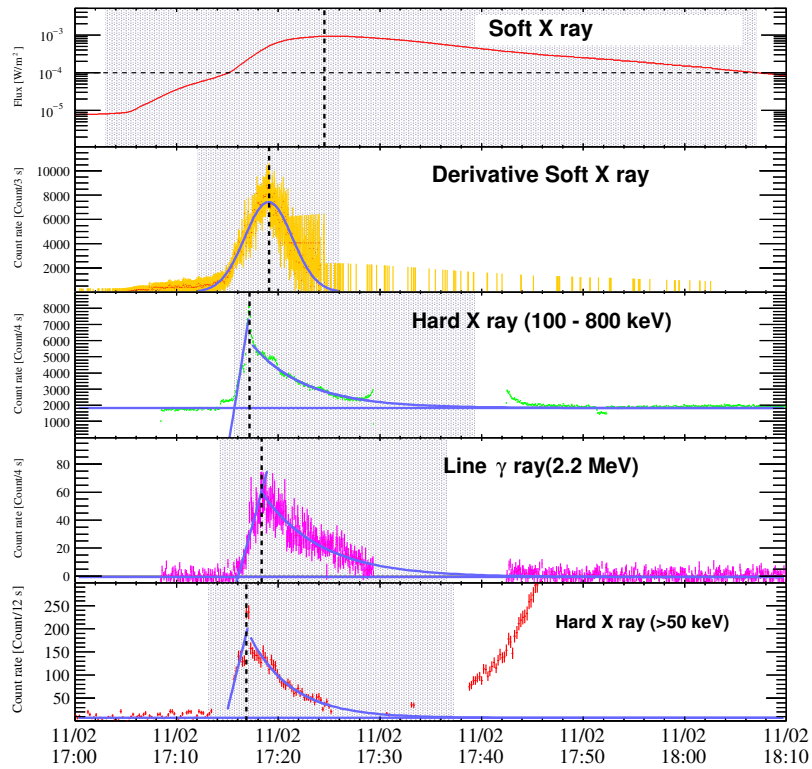 Soft X ray
Flux [W/m²]
10⁻³
10⁻⁴
10⁻⁵
Derivative Soft X ray
Count rate [Count/3 s]
10000
8000
6000
4000
2000
Hard X ray (100 - 800 keV)
Count rate [Count/4 s]
8000
7000
6000
5000
4000
3000
2000
1000
Line γ ray(2.2 MeV)
Count rate [Count/4 s]
80
60
40
20
0
Hard X ray (>50 keV)
Count rate [Count/12 s]
250
200
150
100
50
11/02 11/02 11/02 11/02 11/02 11/02 11/02 11/02
17:00 17:10 17:20 17:30 17:40 17:50 18:00 18:10